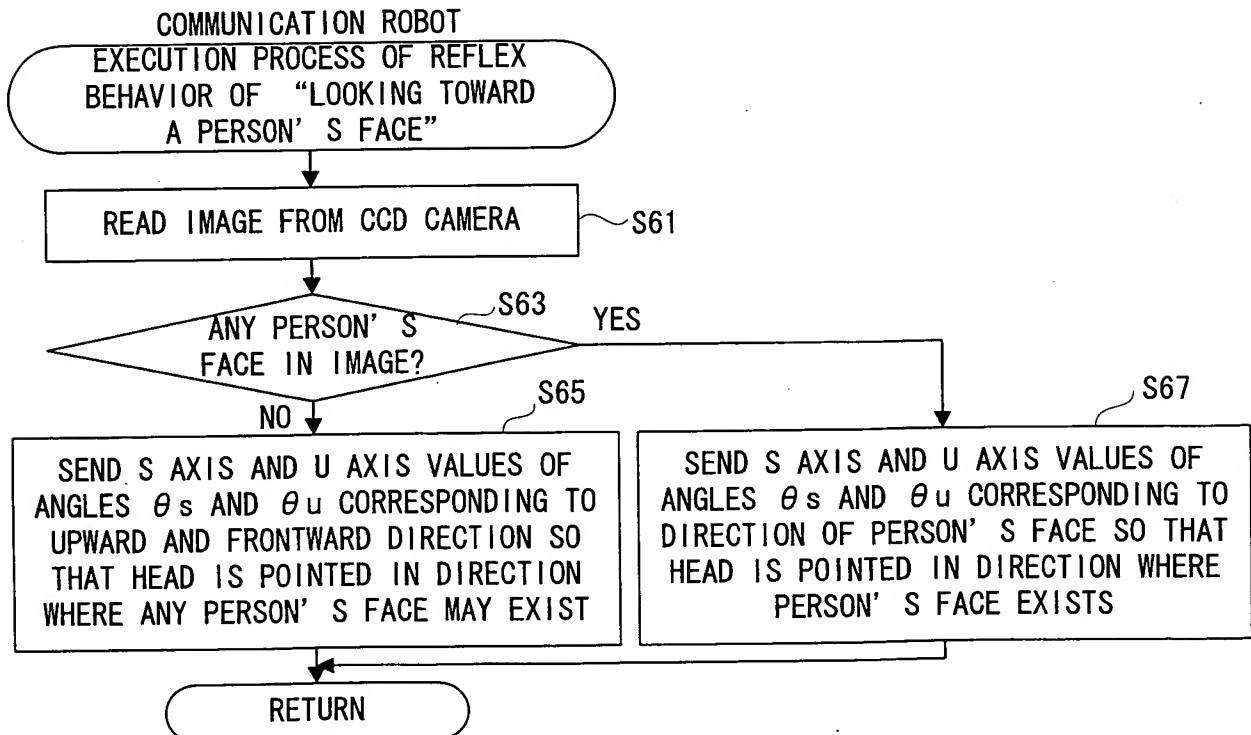 COMMUNICATION ROBOT
EXECUTION PROCESS OF REFLEX
BEHAVIOR OF “LOOKING TOWARD
A PERSON' S FACE”
READ IMAGE FROM CCD CAMERA
S61
ANY PERSON' S
FACE IN IMAGE?
S63
YES
NO
S65
SEND S AXIS AND U AXIS VALUES OF
ANGLES θs AND θu CORRESPONDING TO
UPWARD AND FRONTWARD DIRECTION SO
THAT HEAD IS POINTED IN DIRECTION
WHERE ANY PERSON' S FACE MAY EXIST
S67
SEND S AXIS AND U AXIS VALUES OF
ANGLES θs AND θu CORRESPONDING TO
DIRECTION OF PERSON' S FACE SO THAT
HEAD IS POINTED IN DIRECTION WHERE
PERSON' S FACE EXISTS
RETURN